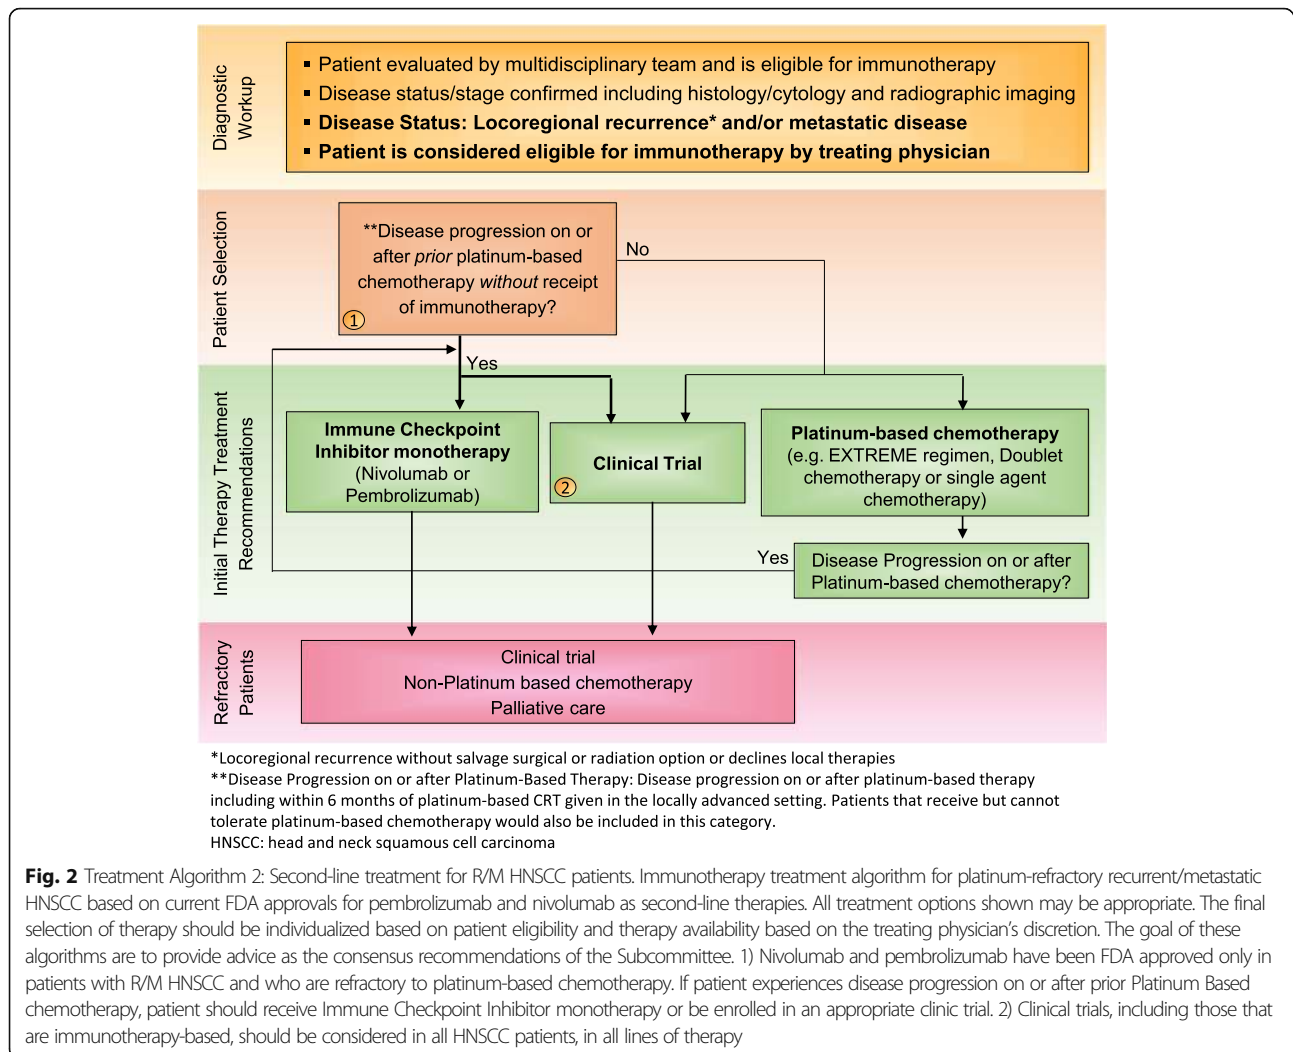 Diagnostic
Workup
▪ Patient evaluated by multidisciplinary team and is eligible for immunotherapy
▪ Disease status/stage confirmed including histology/cytology and radiographic imaging
▪ Disease Status: Locoregional recurrence* and/or metastatic disease
▪ Patient is considered eligible for immunotherapy by treating physician
Patient Selection
**Disease progression on or
after prior platinum-based
chemotherapy without receipt
of immunotherapy?
1
No
Yes
Initial Therapy Treatment
Recommendations
Immune Checkpoint
Inhibitor monotherapy
(Nivolumab or
Pembrolizumab)
Clinical Trial
2
Platinum-based chemotherapy
(e.g. EXTREME regimen, Doublet
chemotherapy or single agent
chemotherapy)
Yes
Disease Progression on or after
Platinum-based chemotherapy?
Refractory
Patients
Clinical trial
Non-Platinum based chemotherapy
Palliative care
*Locoregional recurrence without salvage surgical or radiation option or declines local therapies
**Disease Progression on or after Platinum-Based Therapy: Disease progression on or after platinum-based therapy
including within 6 months of platinum-based CRT given in the locally advanced setting. Patients that receive but cannot
tolerate platinum-based chemotherapy would also be included in this category.
HNSCC: head and neck squamous cell carcinoma
Fig. 2 Treatment Algorithm 2: Second-line treatment for R/M HNSCC patients. Immunotherapy treatment algorithm for platinum-refractory recurrent/metastatic
HNSCC based on current FDA approvals for pembrolizumab and nivolumab as second-line therapies. All treatment options shown may be appropriate. The final
selection of therapy should be individualized based on patient eligibility and therapy availability based on the treating physician's discretion. The goal of these
algorithms are to provide advice as the consensus recommendations of the Subcommittee. 1) Nivolumab and pembrolizumab have been FDA approved only in
patients with R/M HNSCC and who are refractory to platinum-based chemotherapy. If patient experiences disease progression on or after prior Platinum Based
chemotherapy, patient should receive Immune Checkpoint Inhibitor monotherapy or be enrolled in an appropriate clinic trial. 2) Clinical trials, including those that
are immunotherapy-based, should be considered in all HNSCC patients, in all lines of therapy